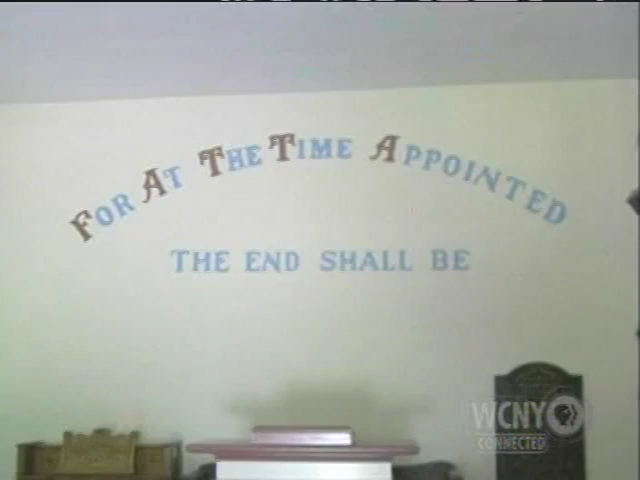 FOR AT THE TIME APPOINTED
THE END SHALL BE
WCNY
CONNECTED